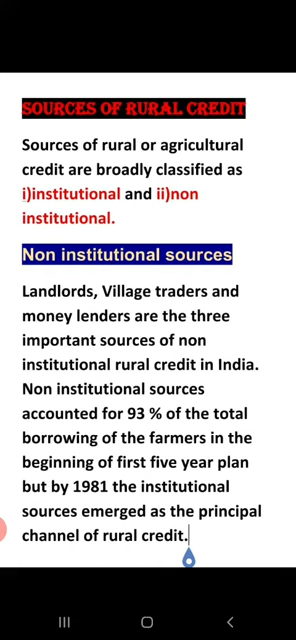 SOURCES OF RURAL CREDIT
Sources of rural or agricultural
credit are broadly classified as
i)institutional and ii)non
institutional.
Non institutional sources
Landlords, Village traders and
money lenders are the three
important sources of non
institutional rural credit in India.
Non institutional sources
accounted for 93 % of the total
borrowing of the farmers in the
beginning of first five year plan
but by 1981 the institutional
sources emerged as the principal
channel of rural credit.